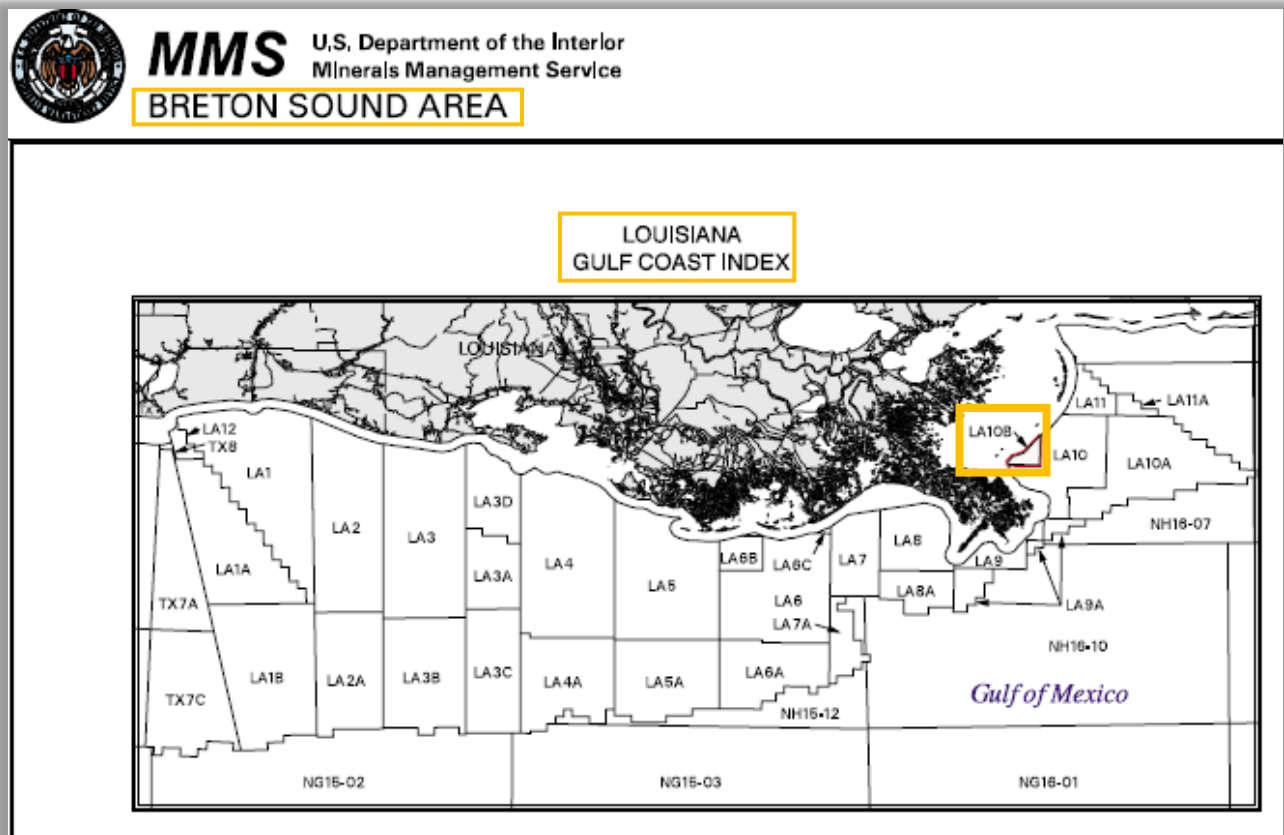 MMS
U.S. Department of the Interior
Minerals Management Service
BRETON SOUND AREA
LOUISIANA
GULF COAST INDEX
LOUISIANA
LA12
TX8
LA1
LA11
LA11A
LA10B
LA10
LA10A
LA2
LA3
LA3D
NH16-07
LA1A
LA3A
LA4
LA5
LA6B
LA6C
LA7
LA8
LA9
TX7A
LA6
LA8A
LA9A
LA7A
NH16-10
LA1B
LA2A
LA3B
LA3C
LA4A
LA5A
LA6A
TX7C
Gulf of Mexico
NH15-12
NG15-02
NG15-03
NG16-01